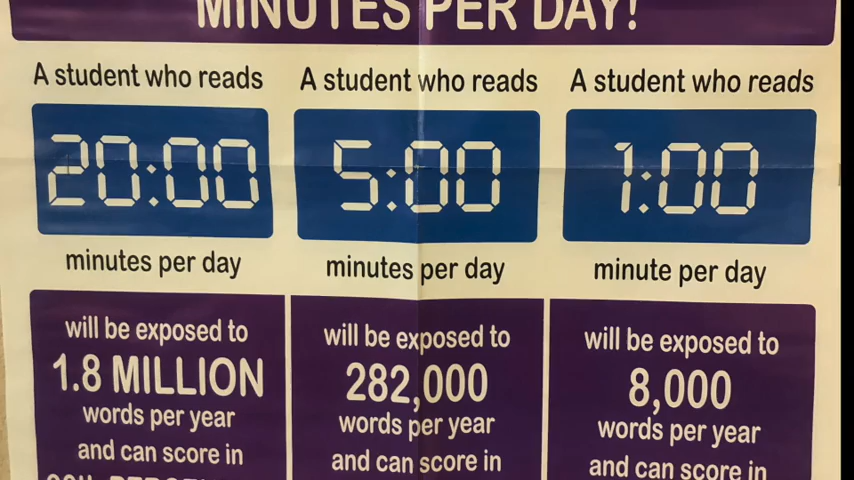 MINUTES PER DAY!
A student who reads
20:00
minutes per day
will be exposed to
1.8 MILLION
words per year
and can score in
A student who reads
5:00
minutes per day
will be exposed to
282,000
words per year
and can score in
A student who reads
1:00
minute per day
will be exposed to
8,000
words per year
and can score in